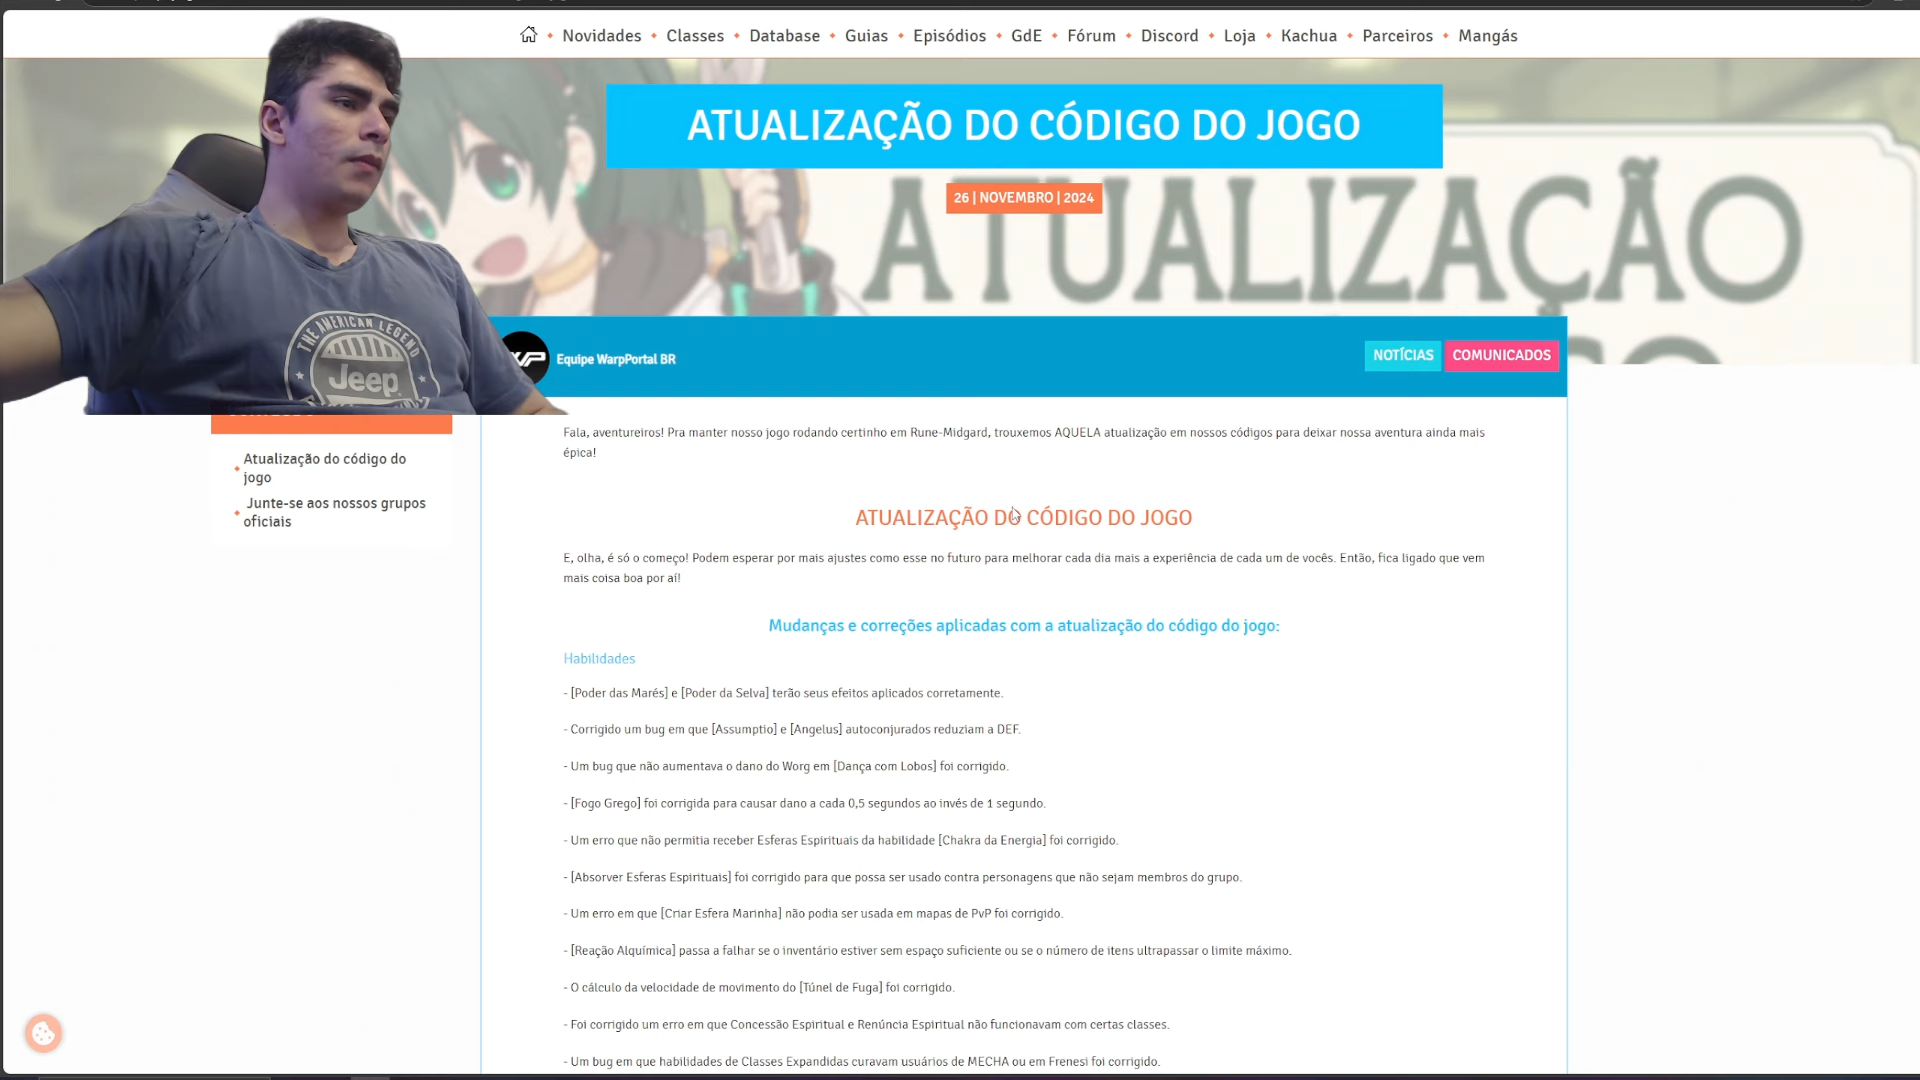 Novidades Classes Database Guias Episódios GdE Fórum Discord Loja Kachua Parceiros Mangás
ATUALIZAÇÃO DO CÓDIGO DO JOGO
26 | NOVEMBRO | 2024
ATUALIZAÇÃO
THE AMERICAN LEGEND
Jeep
Equipe WarpPortal BR
NOTÍCIAS COMUNICADOS
Atualização do código do
jogo
Junte-se aos nossos grupos
oficiais
Fala, aventureiros! Pra manter nosso jogo rodando certinho em Rune-Midgard, trouxemos AQUELA atualização em nossos códigos para deixar nossa aventura ainda mais
épica!
ATUALIZAÇÃO DO CÓDIGO DO JOGO
E, olha, é só o começo! Podem esperar por mais ajustes como esse no futuro para melhorar cada dia mais a experiência de cada um de vocês. Então, fica ligado que vem
mais coisa boa por aí!
Mudanças e correções aplicadas com a atualização do código do jogo:
Habilidades
- [Poder das Marés] e [Poder da Selva] terão seus efeitos aplicados corretamente.
- Corrigido um bug em que [Assumptio] e [Angelus] autoconjurados reduziam a DEF.
- Um bug que não aumentava o dano do Worg em [Dança com Lobos] foi corrigido.
- [Fogo Grego] foi corrigida para causar dano a cada 0,5 segundos ao invés de 1 segundo.
- Um erro que não permitia receber Esferas Espirituais da habilidade [Chakra da Energia] foi corrigido.
- [Absorver Esferas Espirituais] foi corrigido para que possa ser usado contra personagens que não sejam membros do grupo.
- Um erro em que [Criar Esfera Marinha] não podia ser usada em mapas de PvP foi corrigido.
- [Reação Alquímica] passa a falhar se o inventário estiver sem espaço suficiente ou se o número de itens ultrapassar o limite máximo.
- O cálculo da velocidade de movimento do [Túnel de Fuga] foi corrigido.
- Foi corrigido um erro em que Concessão Espiritual e Renúncia Espiritual não funcionavam com certas classes.
- Um bug em que habilidades de Classes Expandidas curavam usuários de MECHA ou em Frenesi foi corrigido.